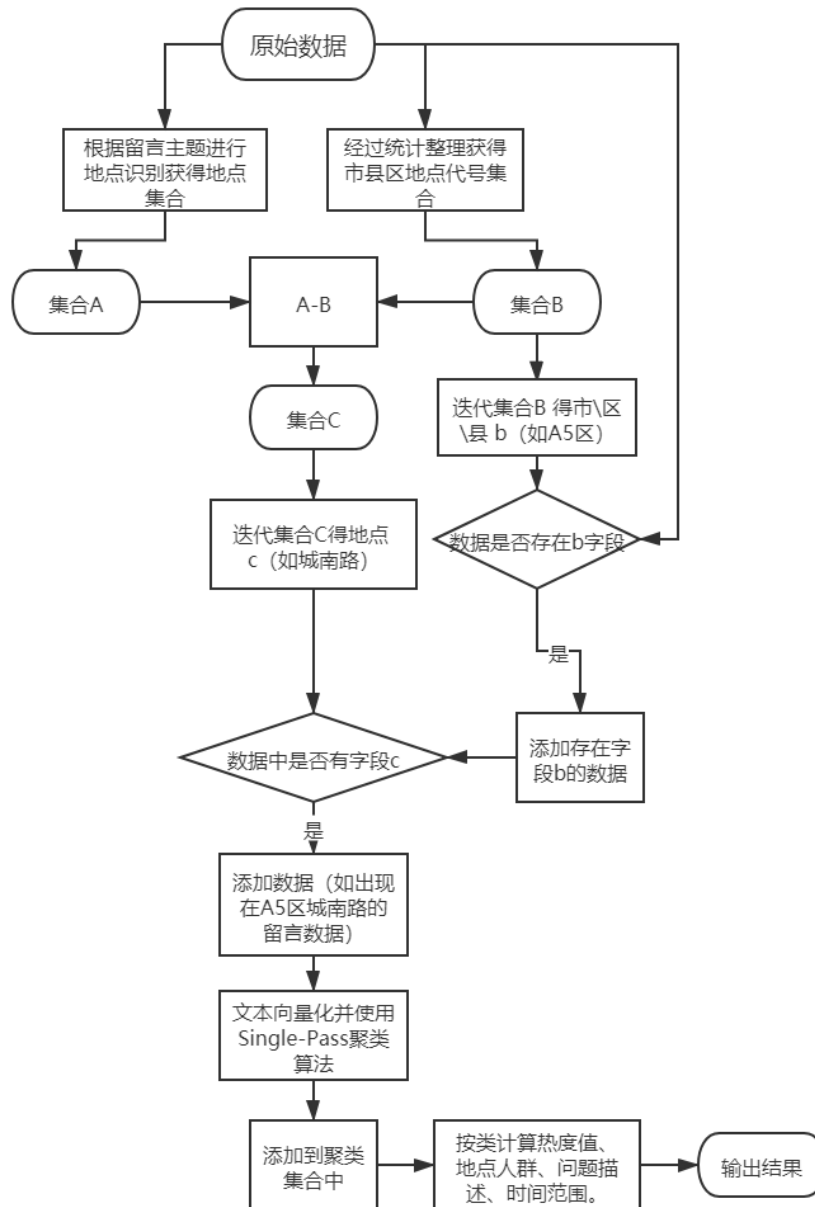 原始数据
根据留言主题进行
地点识别获得地点
集合
经过统计整理获得
市县区地点代号集
合
集合A
A-B
集合B
集合C
迭代集合B 得市\区
\县 b（如A5区）
迭代集合C得地点
c（如城南路）
数据是否存在b字段
是
添加存在字
段b的数据
数据中是否有字段c
是
添加数据（如出现
在A5区城南路的
留言数据）
文本向量化并使用
Single-Pass聚类
算法
添加到聚类
集合中
按类计算热度值、
地点人群、问题描
述、时间范围。
输出结果